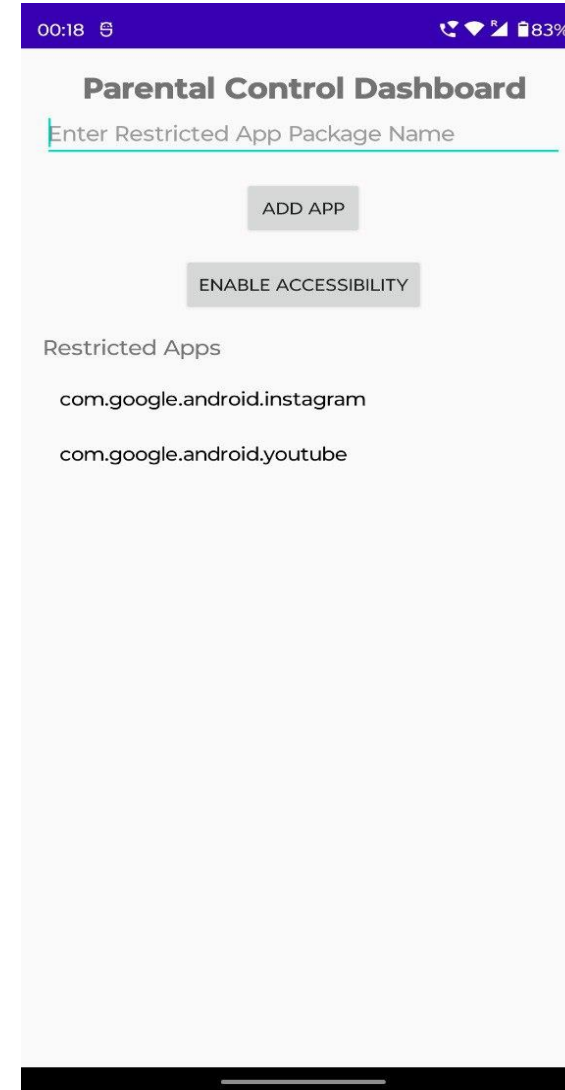 00:18 83%
Parental Control Dashboard
Enter Restricted App Package Name
ADD APP
ENABLE ACCESSIBILITY
Restricted Apps
com.google.android.instagram
com.google.android.youtube